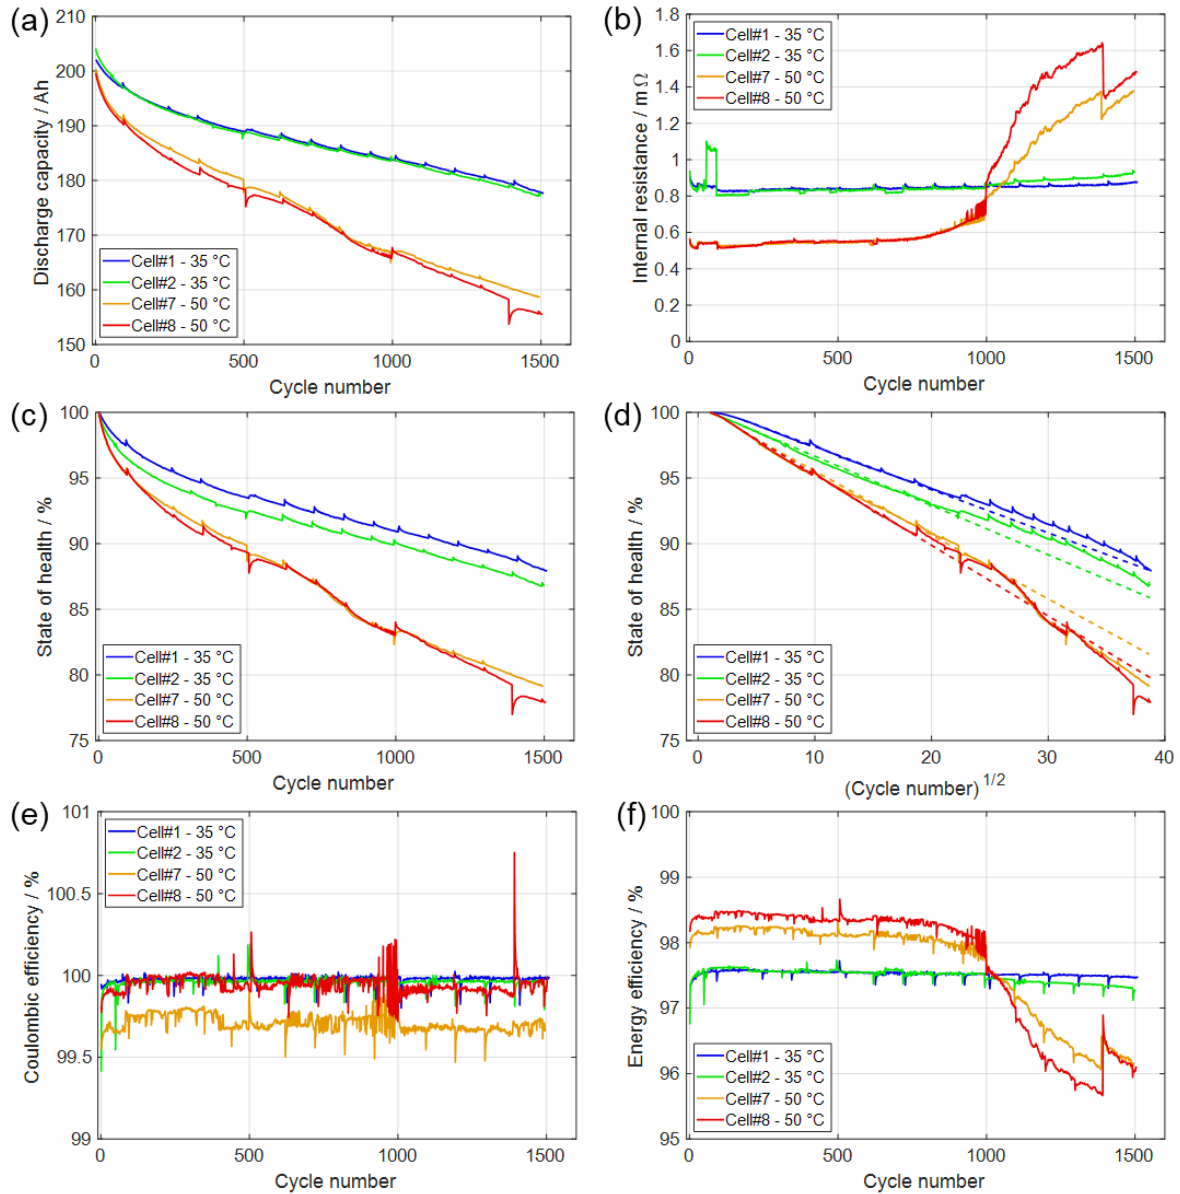 (a)
210
200
190
180
170
160
150
Discharge capacity / Ah
Cell#1 - 35 °C
Cell#2 - 35 °C
Cell#7 - 50 °C
Cell#8 - 50 °C
0
500
1000
1500
Cycle number
(b)
1.8
1.6
1.4
1.2
1
0.8
0.6
0.4
0.2
0
Internal resistance / m Ω
Cell#1 - 35 °C
Cell#2 - 35 °C
Cell#7 - 50 °C
Cell#8 - 50 °C
0
500
1000
1500
Cycle number
(c)
100
95
90
85
80
75
State of health / %
Cell#1 - 35 °C
Cell#2 - 35 °C
Cell#7 - 50 °C
Cell#8 - 50 °C
0
500
1000
1500
Cycle number
(d)
100
95
90
85
80
75
State of health / %
Cell#1 - 35 °C
Cell#2 - 35 °C
Cell#7 - 50 °C
Cell#8 - 50 °C
0
10
20
30
40
(Cycle number) 1/2
(e)
101
100.5
100
99.5
99
Coulombic efficiency / %
Cell#1 - 35 °C
Cell#2 - 35 °C
Cell#7 - 50 °C
Cell#8 - 50 °C
0
500
1000
1500
Cycle number
(f)
100
99
98
97
96
95
Energy efficiency / %
Cell#1 - 35 °C
Cell#2 - 35 °C
Cell#7 - 50 °C
Cell#8 - 50 °C
0
500
1000
1500
Cycle number